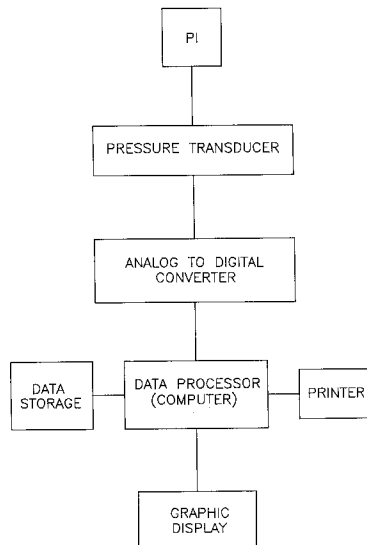 PI
PRESSURE TRANSDUCER
ANALOG TO DIGITAL
CONVERTER
DATA
STORAGE
DATA PROCESSOR
(COMPUTER)
PRINTER
GRAPHIC
DISPLAY